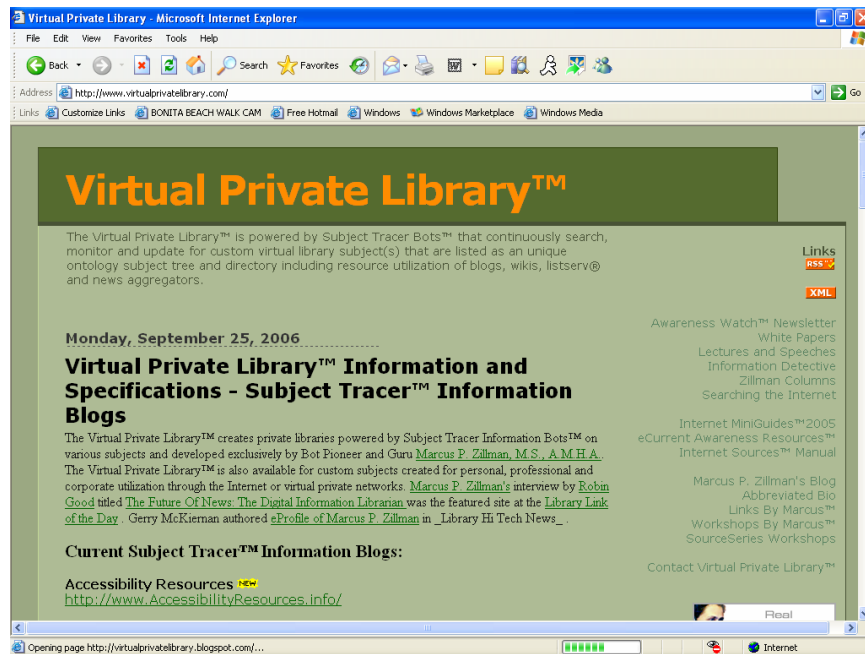 Virtual Private Library - Microsoft Internet Explorer
File Edit View Favorites Tools Help
Back Search Favorites
Address http://www.virtualprivatelibrary.com/ Go
Links Customize Links BONITA BEACH WALK CAM Free Hotmail Windows Windows Marketplace Windows Media
Virtual Private Library™
The Virtual Private Library™ is powered by Subject Tracer Bots™ that continuously search,
monitor and update for custom virtual library subject(s) that are listed as an unique
ontology subject tree and directory including resource utilization of blogs, wikis, listserv®
and news aggregators.
Monday, September 25, 2006
Virtual Private Library™ Information and
Specifications - Subject Tracer™ Information
Blogs
The Virtual Private Library™ creates private libraries powered by Subject Tracer Information Bots™ on
various subjects and developed exclusively by Bot Pioneer and Guru Marcus P. Zillman, M.S., A.M.H.A..
The Virtual Private Library™ is also available for custom subjects created for personal, professional and
corporate utilization through the Internet or virtual private networks. Marcus P. Zillman's interview by Robin
Good titled The Future Of News: The Digital Information Librarian was the featured site at the Library Link
of the Day . Gerry McKiernan authored eProfile of Marcus P. Zillman in _Library Hi Tech News_ .
Current Subject Tracer™ Information Blogs:
Accessibility Resources NEW
http://www.AccessibilityResources.info/
Links
RSS
XML
Awareness Watch™ Newsletter
White Papers
Lectures and Speeches
Information Detective
Zillman Columns
Searching the Internet
Internet MiniGuides™2005
eCurrent Awareness Resources™
Internet Sources™ Manual
Marcus P. Zillman's Blog
Abbreviated Bio
Links By Marcus™
Workshops By Marcus™
SourceSeries Workshops
Contact Virtual Private Library™
Real
Opening page http://virtualprivatelibrary.blogspot.com/... Internet